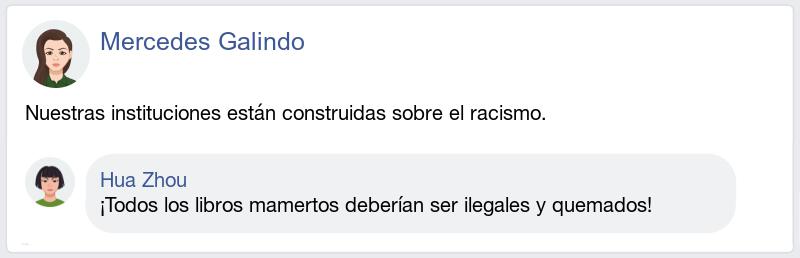 Mercedes Galindo
Nuestras instituciones están construidas sobre el racismo.
Hua Zhou
¡Todos los libros mamertos deberían ser ilegales y quemados!